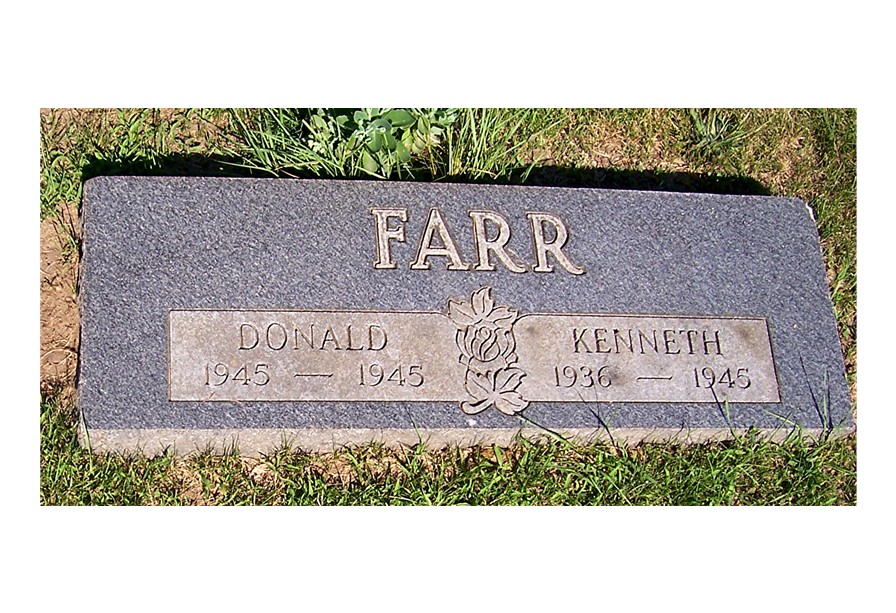 FARR
DONALD
1945 — 1945
KENNETH
1936 — 1945